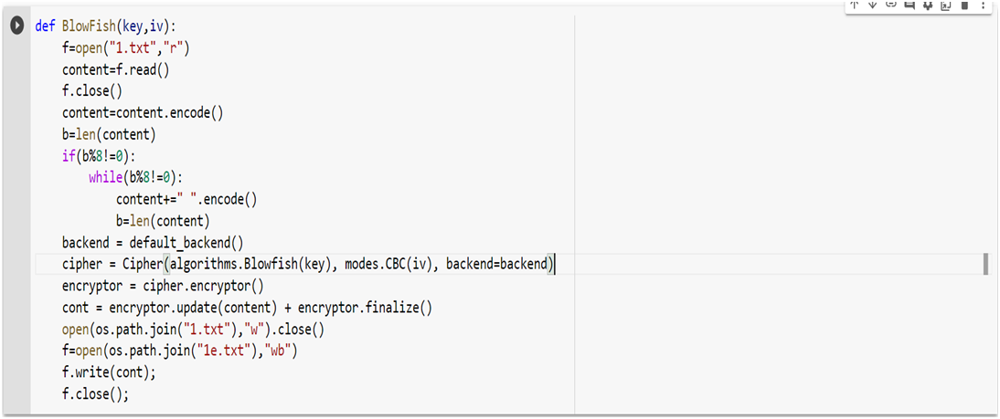 def BlowFish(key,iv):
    f=open("1.txt","r")
    content=f.read()
    f.close()
    content=content.encode()
    b=len(content)
    if(b%8!=0):
        while(b%8!=0):
            content+=" ".encode()
            b=len(content)
    backend = default_backend()
    cipher = Cipher(algorithms.Blowfish(key), modes.CBC(iv), backend=backend)
    encryptor = cipher.encryptor()
    cont = encryptor.update(content) + encryptor.finalize()
    open(os.path.join("1.txt"),"w").close()
    f=open(os.path.join("1e.txt"),"wb")
    f.write(cont);
    f.close();